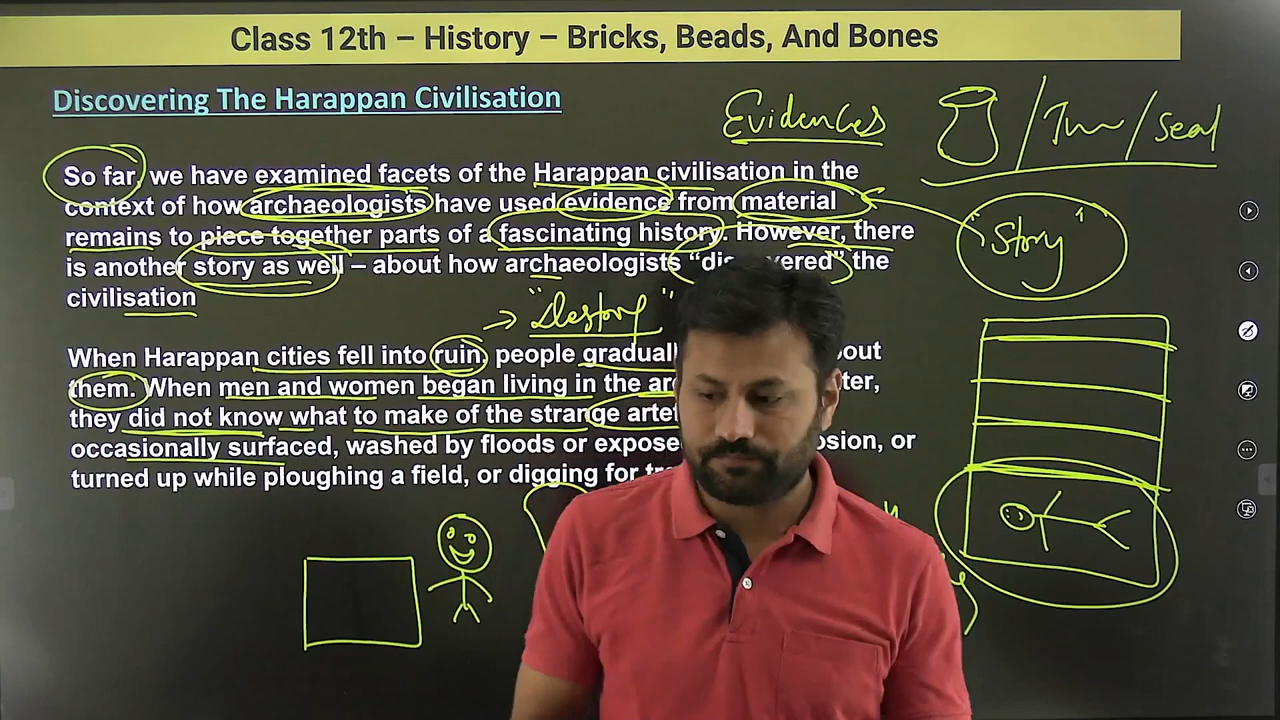 Class 12th – History – Bricks, Beads, And Bones
Discovering The Harappan Civilisation
Evidences
/ / seal
So far, we have examined facets of the Harappan civilisation in the
context of how archaeologists have used evidence from material
remains to piece together parts of a fascinating history. However, there
is another story as well – about how archaeologists “discovered” the
civilisation
"Story"
→ "Destory"
When Harappan cities fell into ruin, people
them. When men and women began living in the
they did not know what to make of the strange
occasionally surfaced, washed by floods or or
turned up while ploughing a field, or digging for